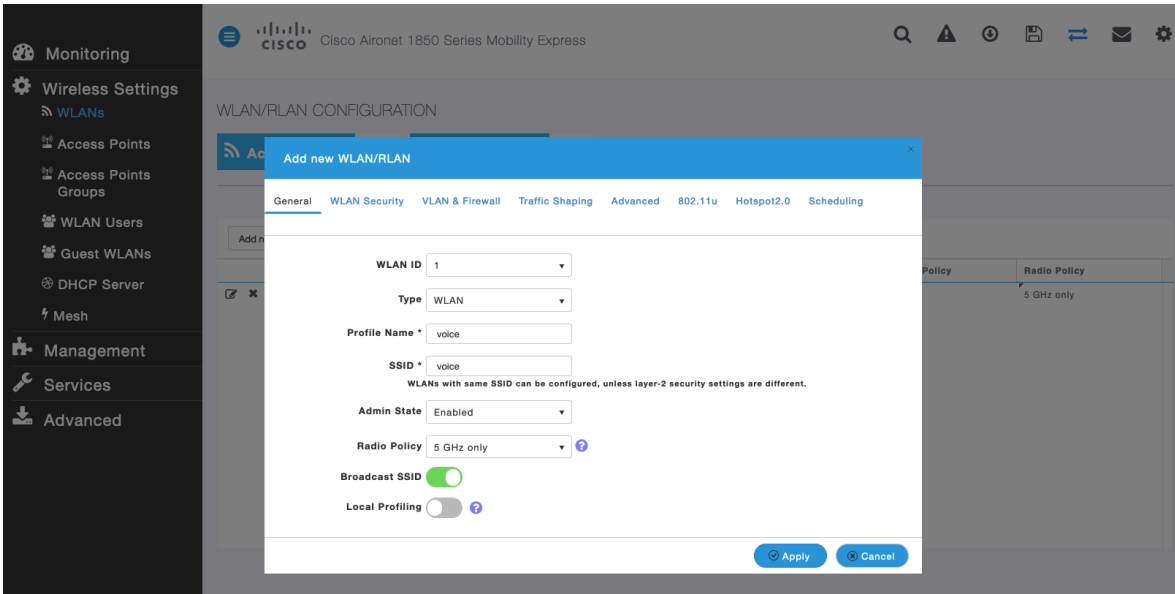 Monitoring
Wireless Settings
WLANs
Access Points
Access Points
Groups
WLAN Users
Guest WLANs
DHCP Server
Mesh
Management
Services
Advanced
CISCO
Cisco Aironet 1850 Series Mobility Express
WLAN/RLAN CONFIGURATION
Ac
Add new WLAN/RLAN
General WLAN Security VLAN & Firewall Traffic Shaping Advanced 802.11u Hotspot2.0 Scheduling
Add n
WLAN ID 1
Type WLAN
Profile Name * voice
SSID * voice
WLANs with same SSID can be configured, unless layer-2 security settings are different.
Admin State Enabled
Radio Policy 5 GHz only ?
Broadcast SSID
Local Profiling ?
Apply Cancel
Policy Radio Policy
5 GHz only